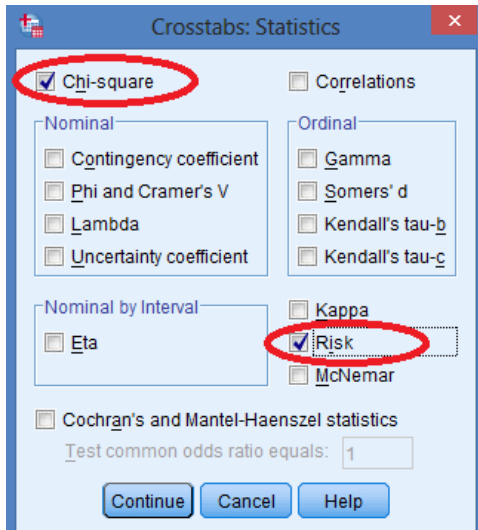 Crosstabs: Statistics
Chi-square
Correlations
Nominal
Contingency coefficient
Phi and Cramer's V
Lambda
Uncertainty coefficient
Ordinal
Gamma
Somers' d
Kendall's tau-b
Kendall's tau-c
Nominal by Interval
Eta
Kappa
Risk
McNemar
Cochran's and Mantel-Haenszel statistics
Test common odds ratio equals: 1
Continue Cancel Help